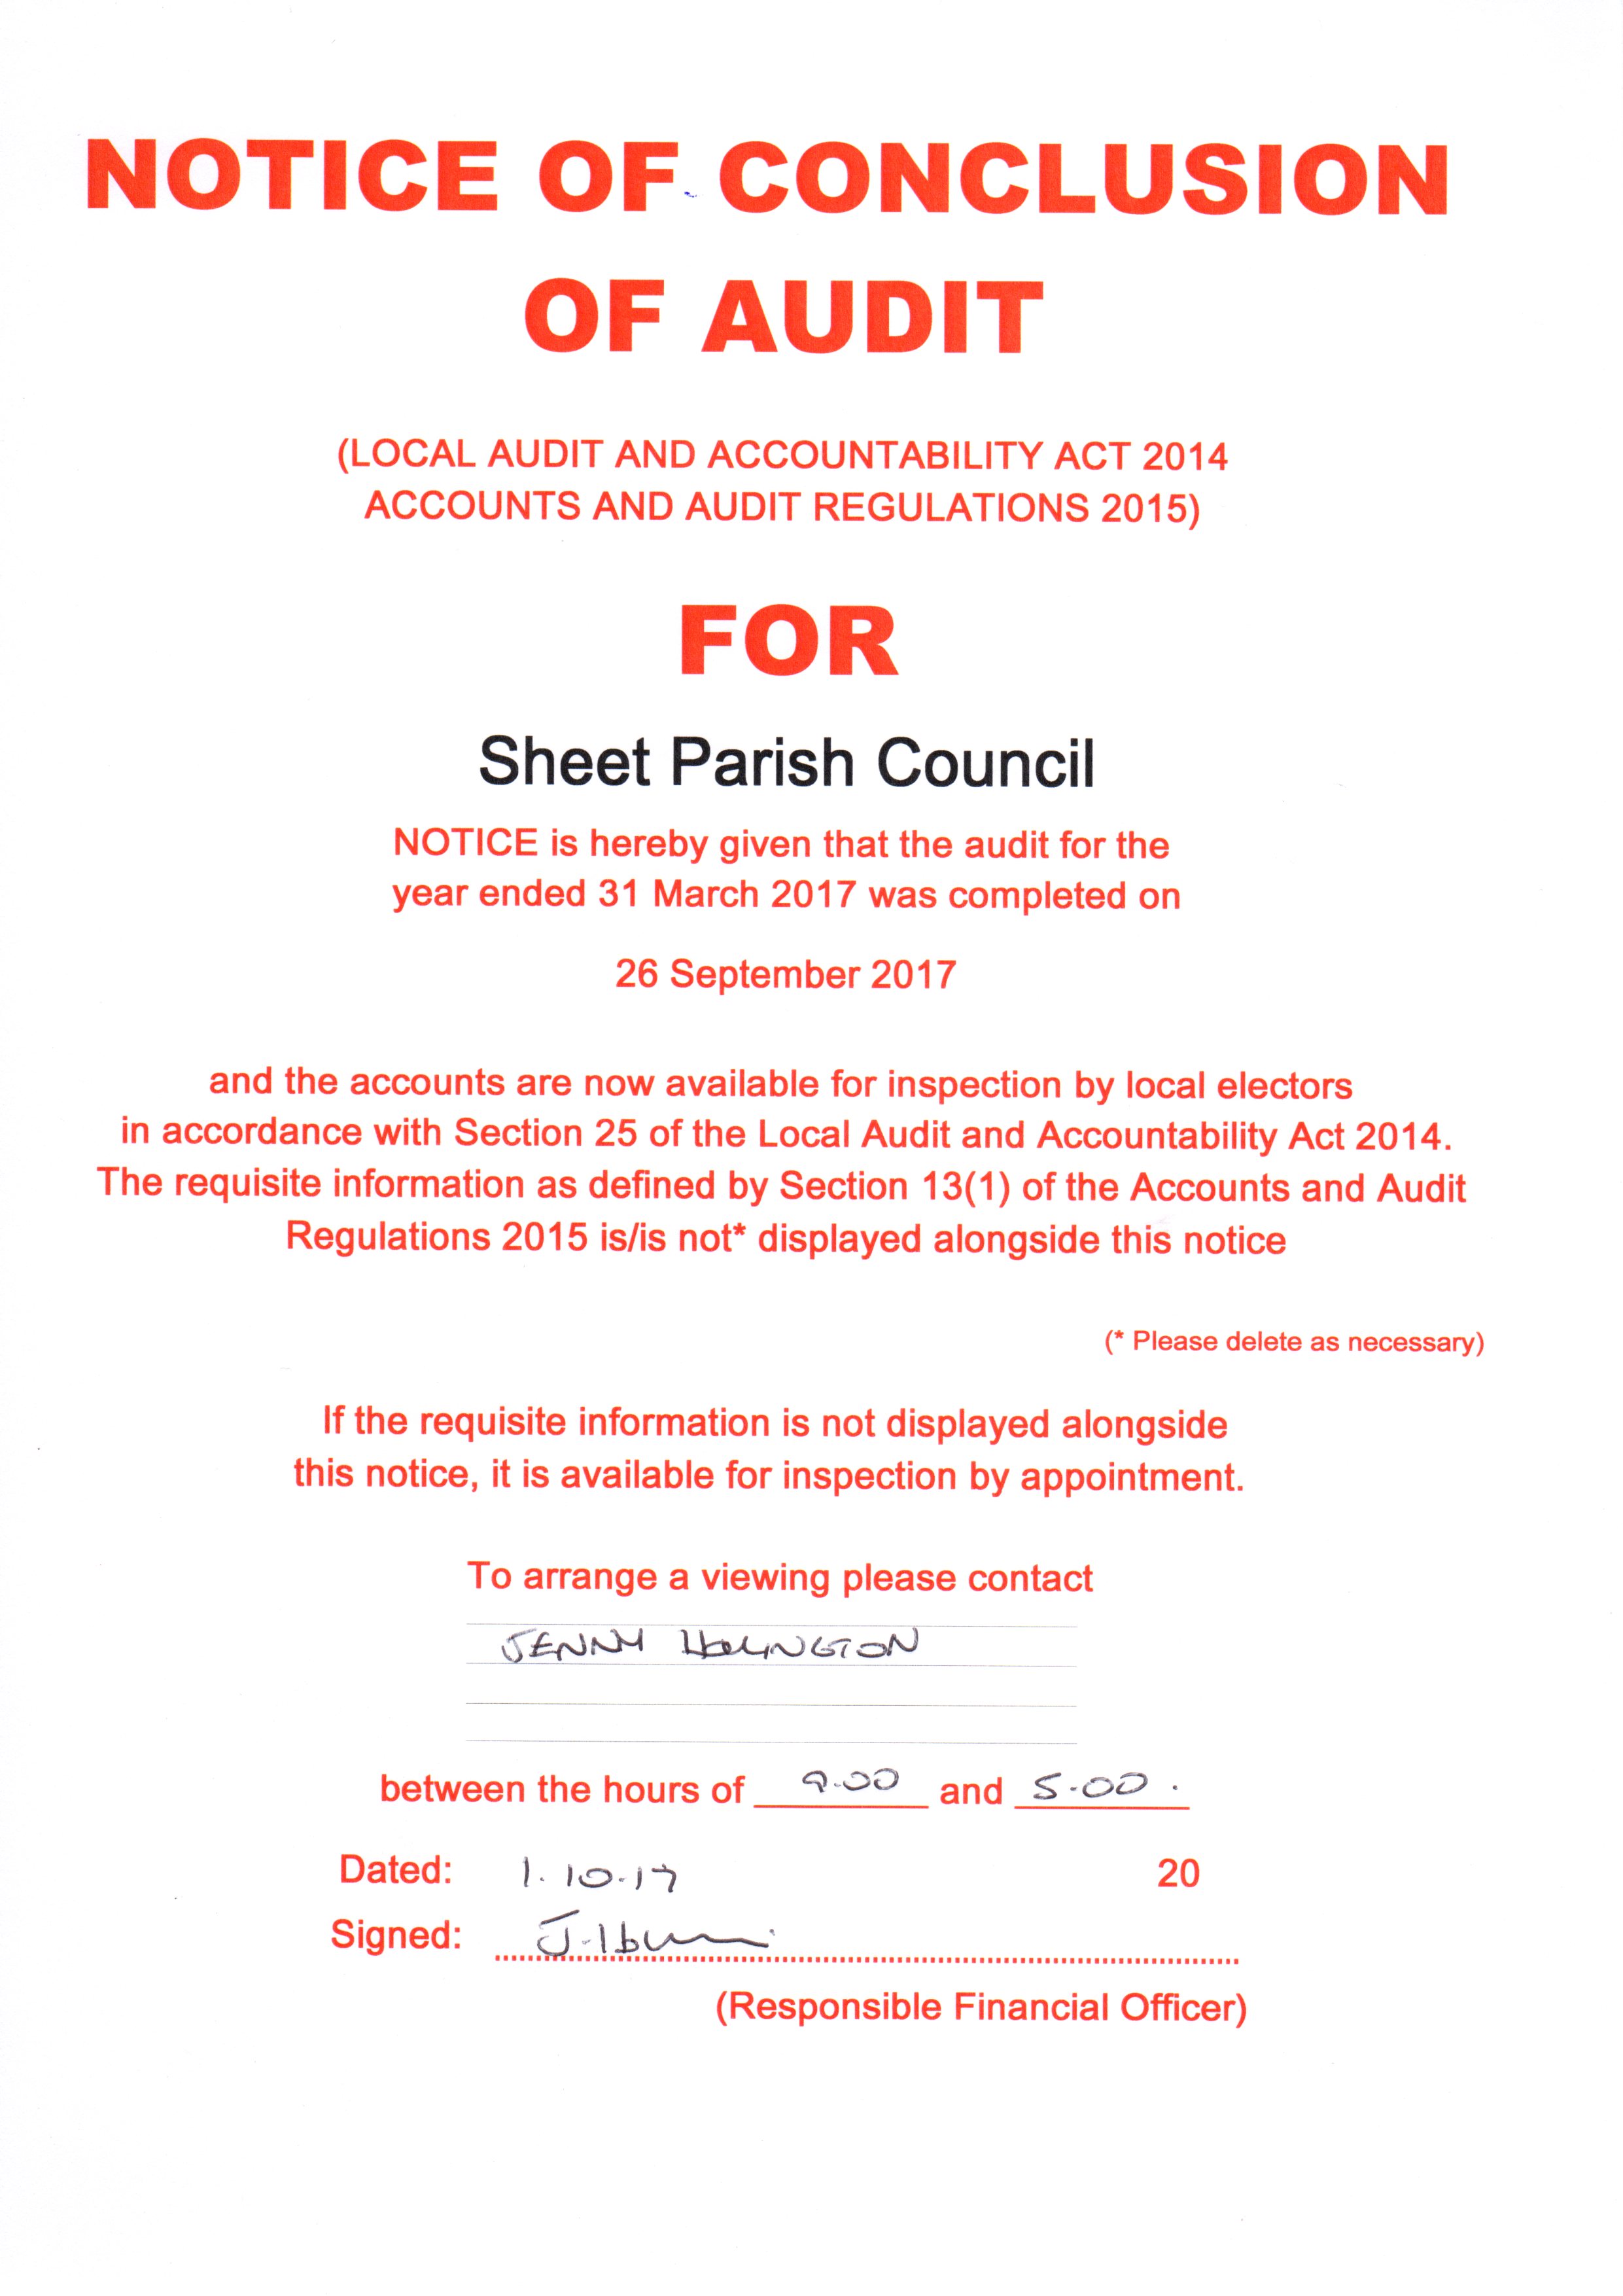 NOTICE OF CONCLUSION
OF AUDIT
(LOCAL AUDIT AND ACCOUNTABILITY ACT 2014
ACCOUNTS AND AUDIT REGULATIONS 2015)
FOR
Sheet Parish Council
NOTICE is hereby given that the audit for the
year ended 31 March 2017 was completed on
26 September 2017
and the accounts are now available for inspection by local electors
in accordance with Section 25 of the Local Audit and Accountability Act 2014.
The requisite information as defined by Section 13(1) of the Accounts and Audit
Regulations 2015 is/is not* displayed alongside this notice
(* Please delete as necessary)
If the requisite information is not displayed alongside
this notice, it is available for inspection by appointment.
To arrange a viewing please contact
JENNY
between the hours of 9.00 and 5.00.
Dated: 1.10.17 20
Signed:
(Responsible Financial Officer)